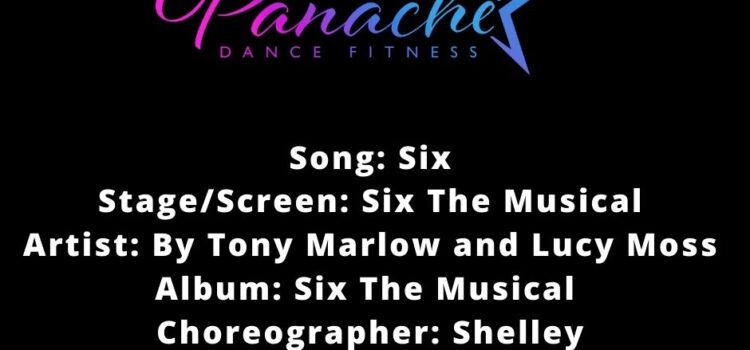 Panache
DANCE FITNESS
Song: Six
Stage/Screen: Six The Musical
Artist: By Tony Marlow and Lucy Moss
Album: Six The Musical
Choreographer: Shelley